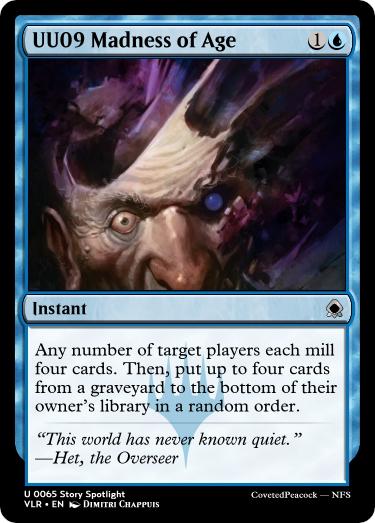 UU09 Madness of Age 1
Instant
Any number of target players each mill
four cards. Then, put up to four cards
from a graveyard to the bottom of their
owner's library in a random order.
"This world has never known quiet."
—Het, the Overseer
U 0065 Story Spotlight
VLR • EN DIMITRI CHAPPUIS
CovetedPeacock — NFS